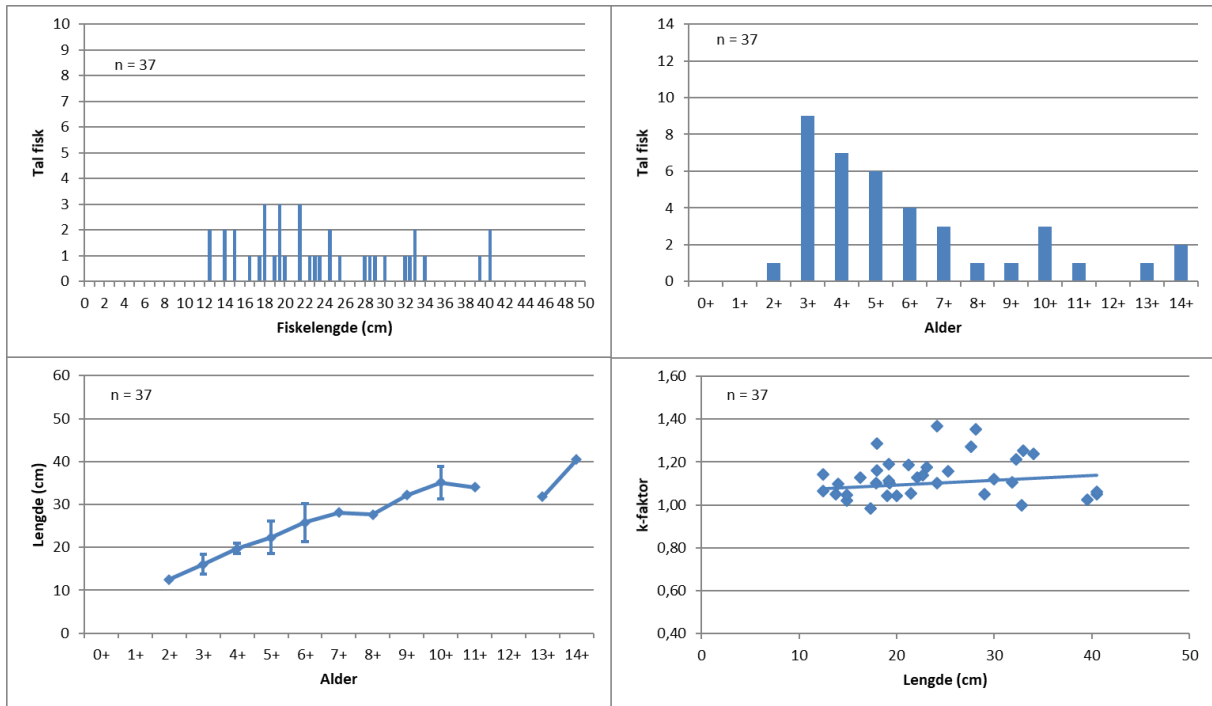 10
9
8
7
6
5
4
3
2
1
0
n = 37
Tal fisk
0 2 4 6 8 10 12 14 16 18 20 22 24 26 28 30 32 34 36 38 40 42 44 46 48 50
Fiskelengde (cm)
14
12
10
8
6
4
2
0
n = 37
Tal fisk
0+ 1+ 2+ 3+ 4+ 5+ 6+ 7+ 8+ 9+ 10+ 11+ 12+ 13+ 14+
Alder
60
50
40
30
20
10
0
n = 37
Lengde (cm)
0+ 1+ 2+ 3+ 4+ 5+ 6+ 7+ 8+ 9+ 10+ 11+ 12+ 13+ 14+
Alder
1,60
1,40
1,20
1,00
0,80
0,60
0,40
n = 37
k-faktor
0 10 20 30 40 50
Lengde (cm)